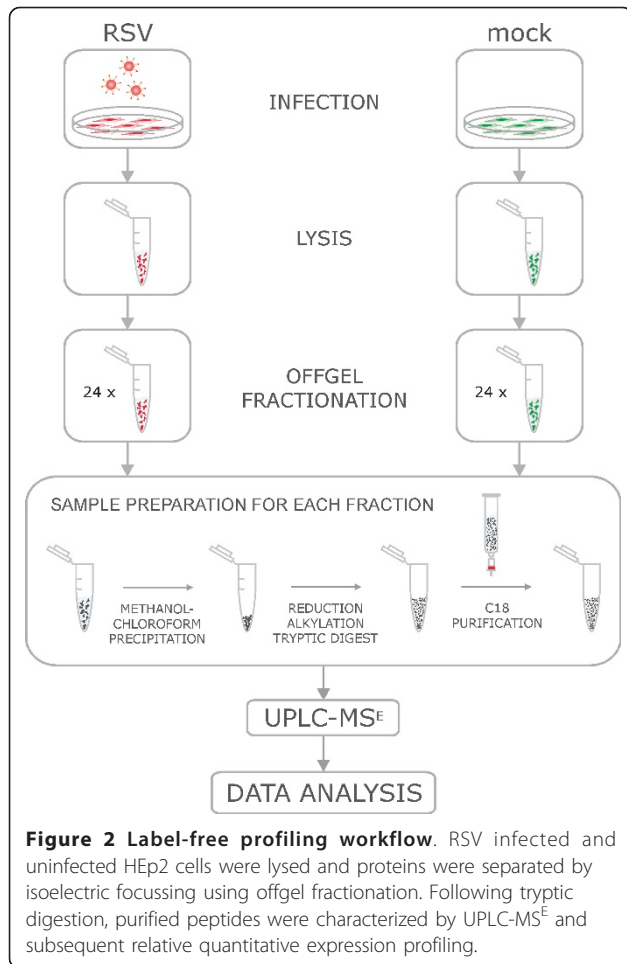 RSV mock
INFECTION
LYSIS
OFFGEL
FRACTIONATION
24 x 24 x
SAMPLE PREPARATION FOR EACH FRACTION
METHANOL-
CHLOROFORM
PRECIPITATION
REDUCTION
ALKYLATION
TRYPTIC DIGEST
C18
PURIFICATION
UPLC-MSᴱ
DATA ANALYSIS
Figure 2 Label-free profiling workflow. RSV infected and
uninfected HEp2 cells were lysed and proteins were separated by
isoelectric focussing using offgel fractionation. Following tryptic
digestion, purified peptides were characterized by UPLC-MSᴱ and
subsequent relative quantitative expression profiling.